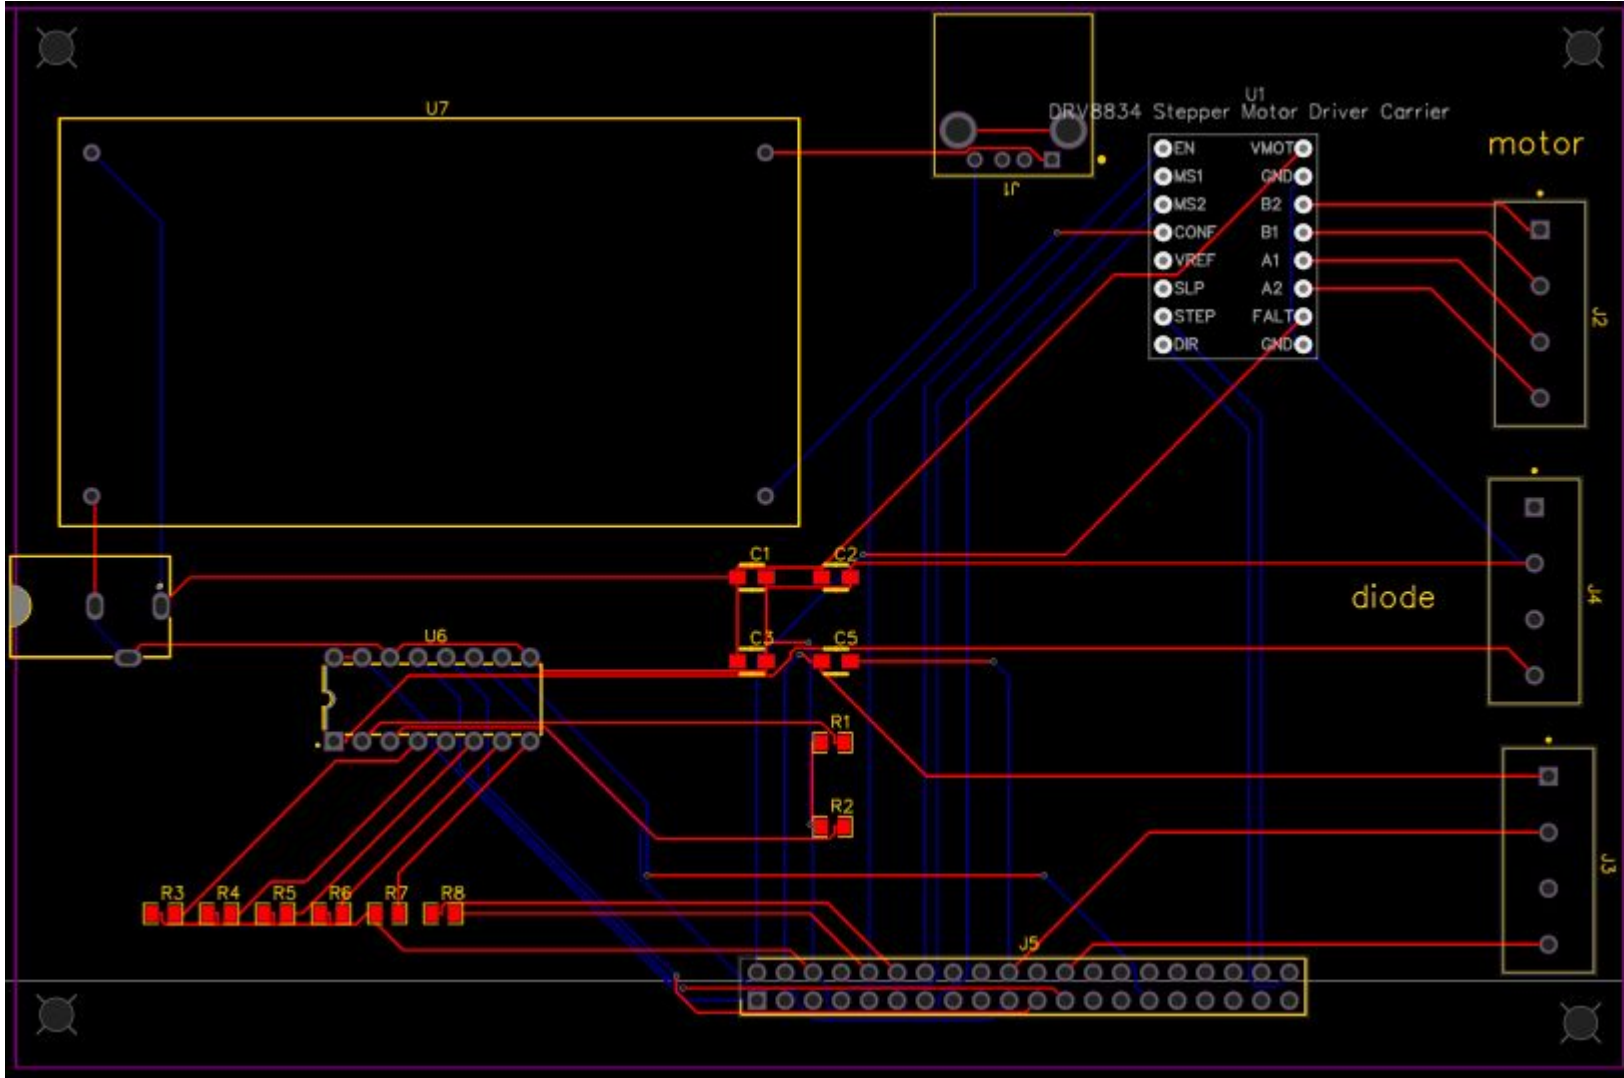 U7
J1
U1
DRV8834 Stepper Motor Driver Carrier
motor
EN VMOT
MS1 GND
MS2 B2
CONF B1
VREF A1
SLP A2
STEP FALT
DIR GND
J2
C1 C2
J4
diode
U6
C3 C5
R1
R2
J3
R3 R4 R5 R6 R7 R8
J5